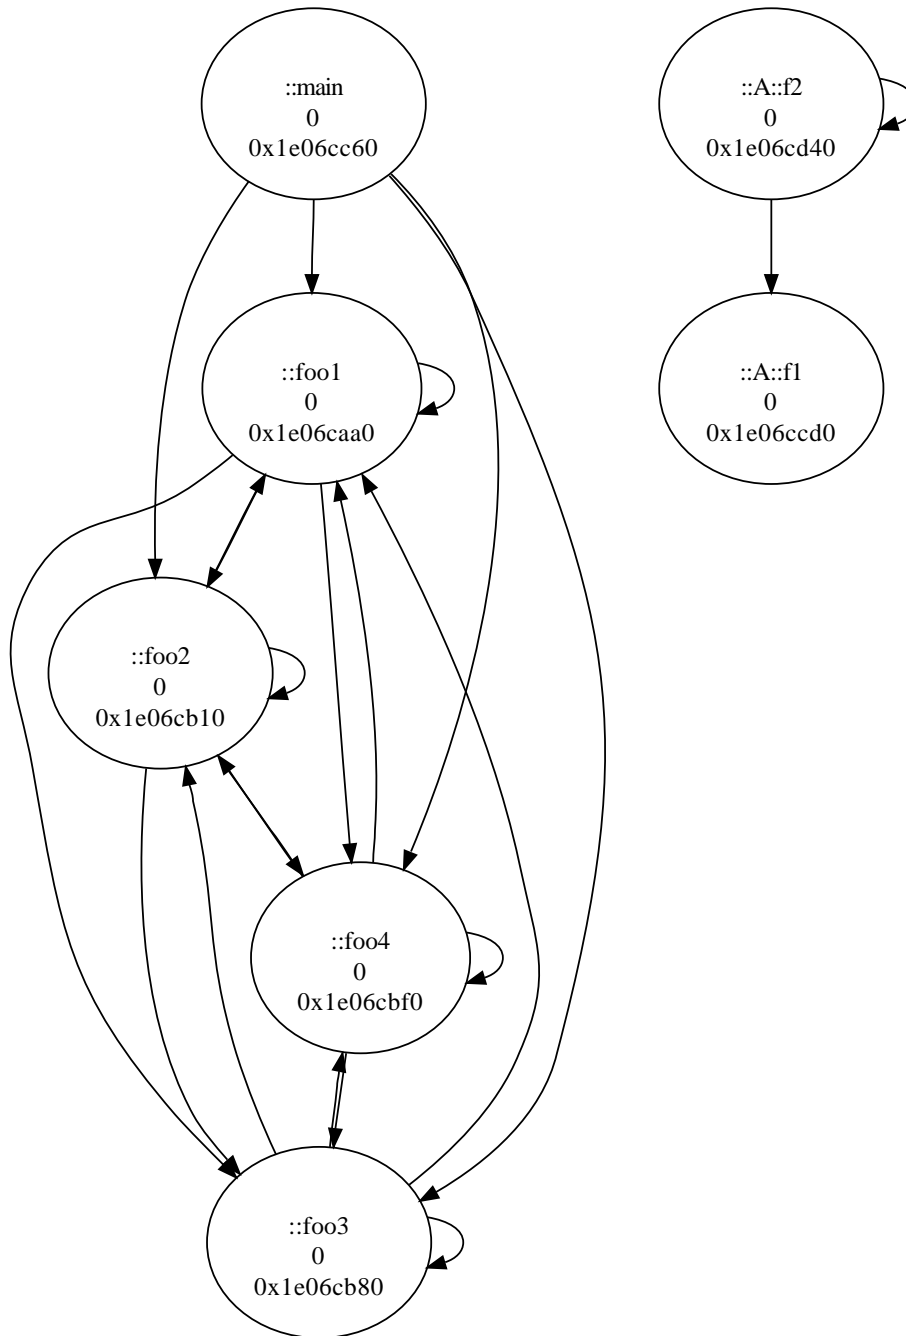 ::main
0
0x1e06cc60
::A::f2
0
0x1e06cd40
::foo1
0
0x1e06caa0
::A::f1
0
0x1e06ccd0
::foo2
0
0x1e06cb10
::foo4
0
0x1e06cbf0
::foo3
0
0x1e06cb80